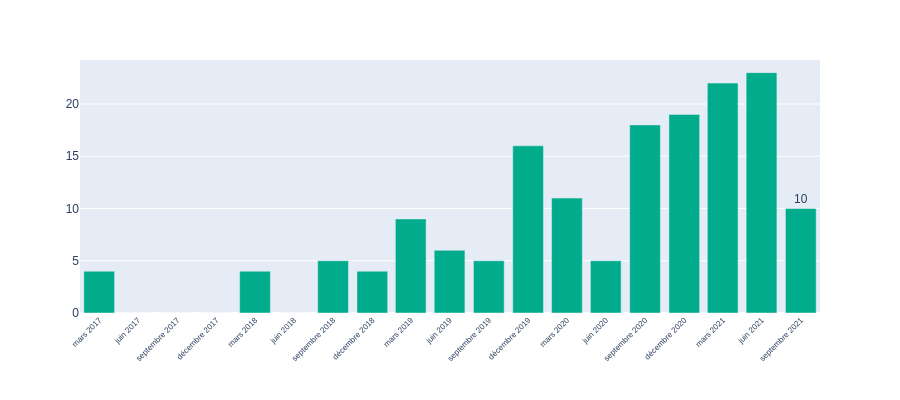 20
15
10
5
0
10
mars 2017
juin 2017
septembre 2017
décembre 2017
mars 2018
juin 2018
septembre 2018
décembre 2018
mars 2019
juin 2019
septembre 2019
décembre 2019
mars 2020
juin 2020
septembre 2020
décembre 2020
mars 2021
juin 2021
septembre 2021